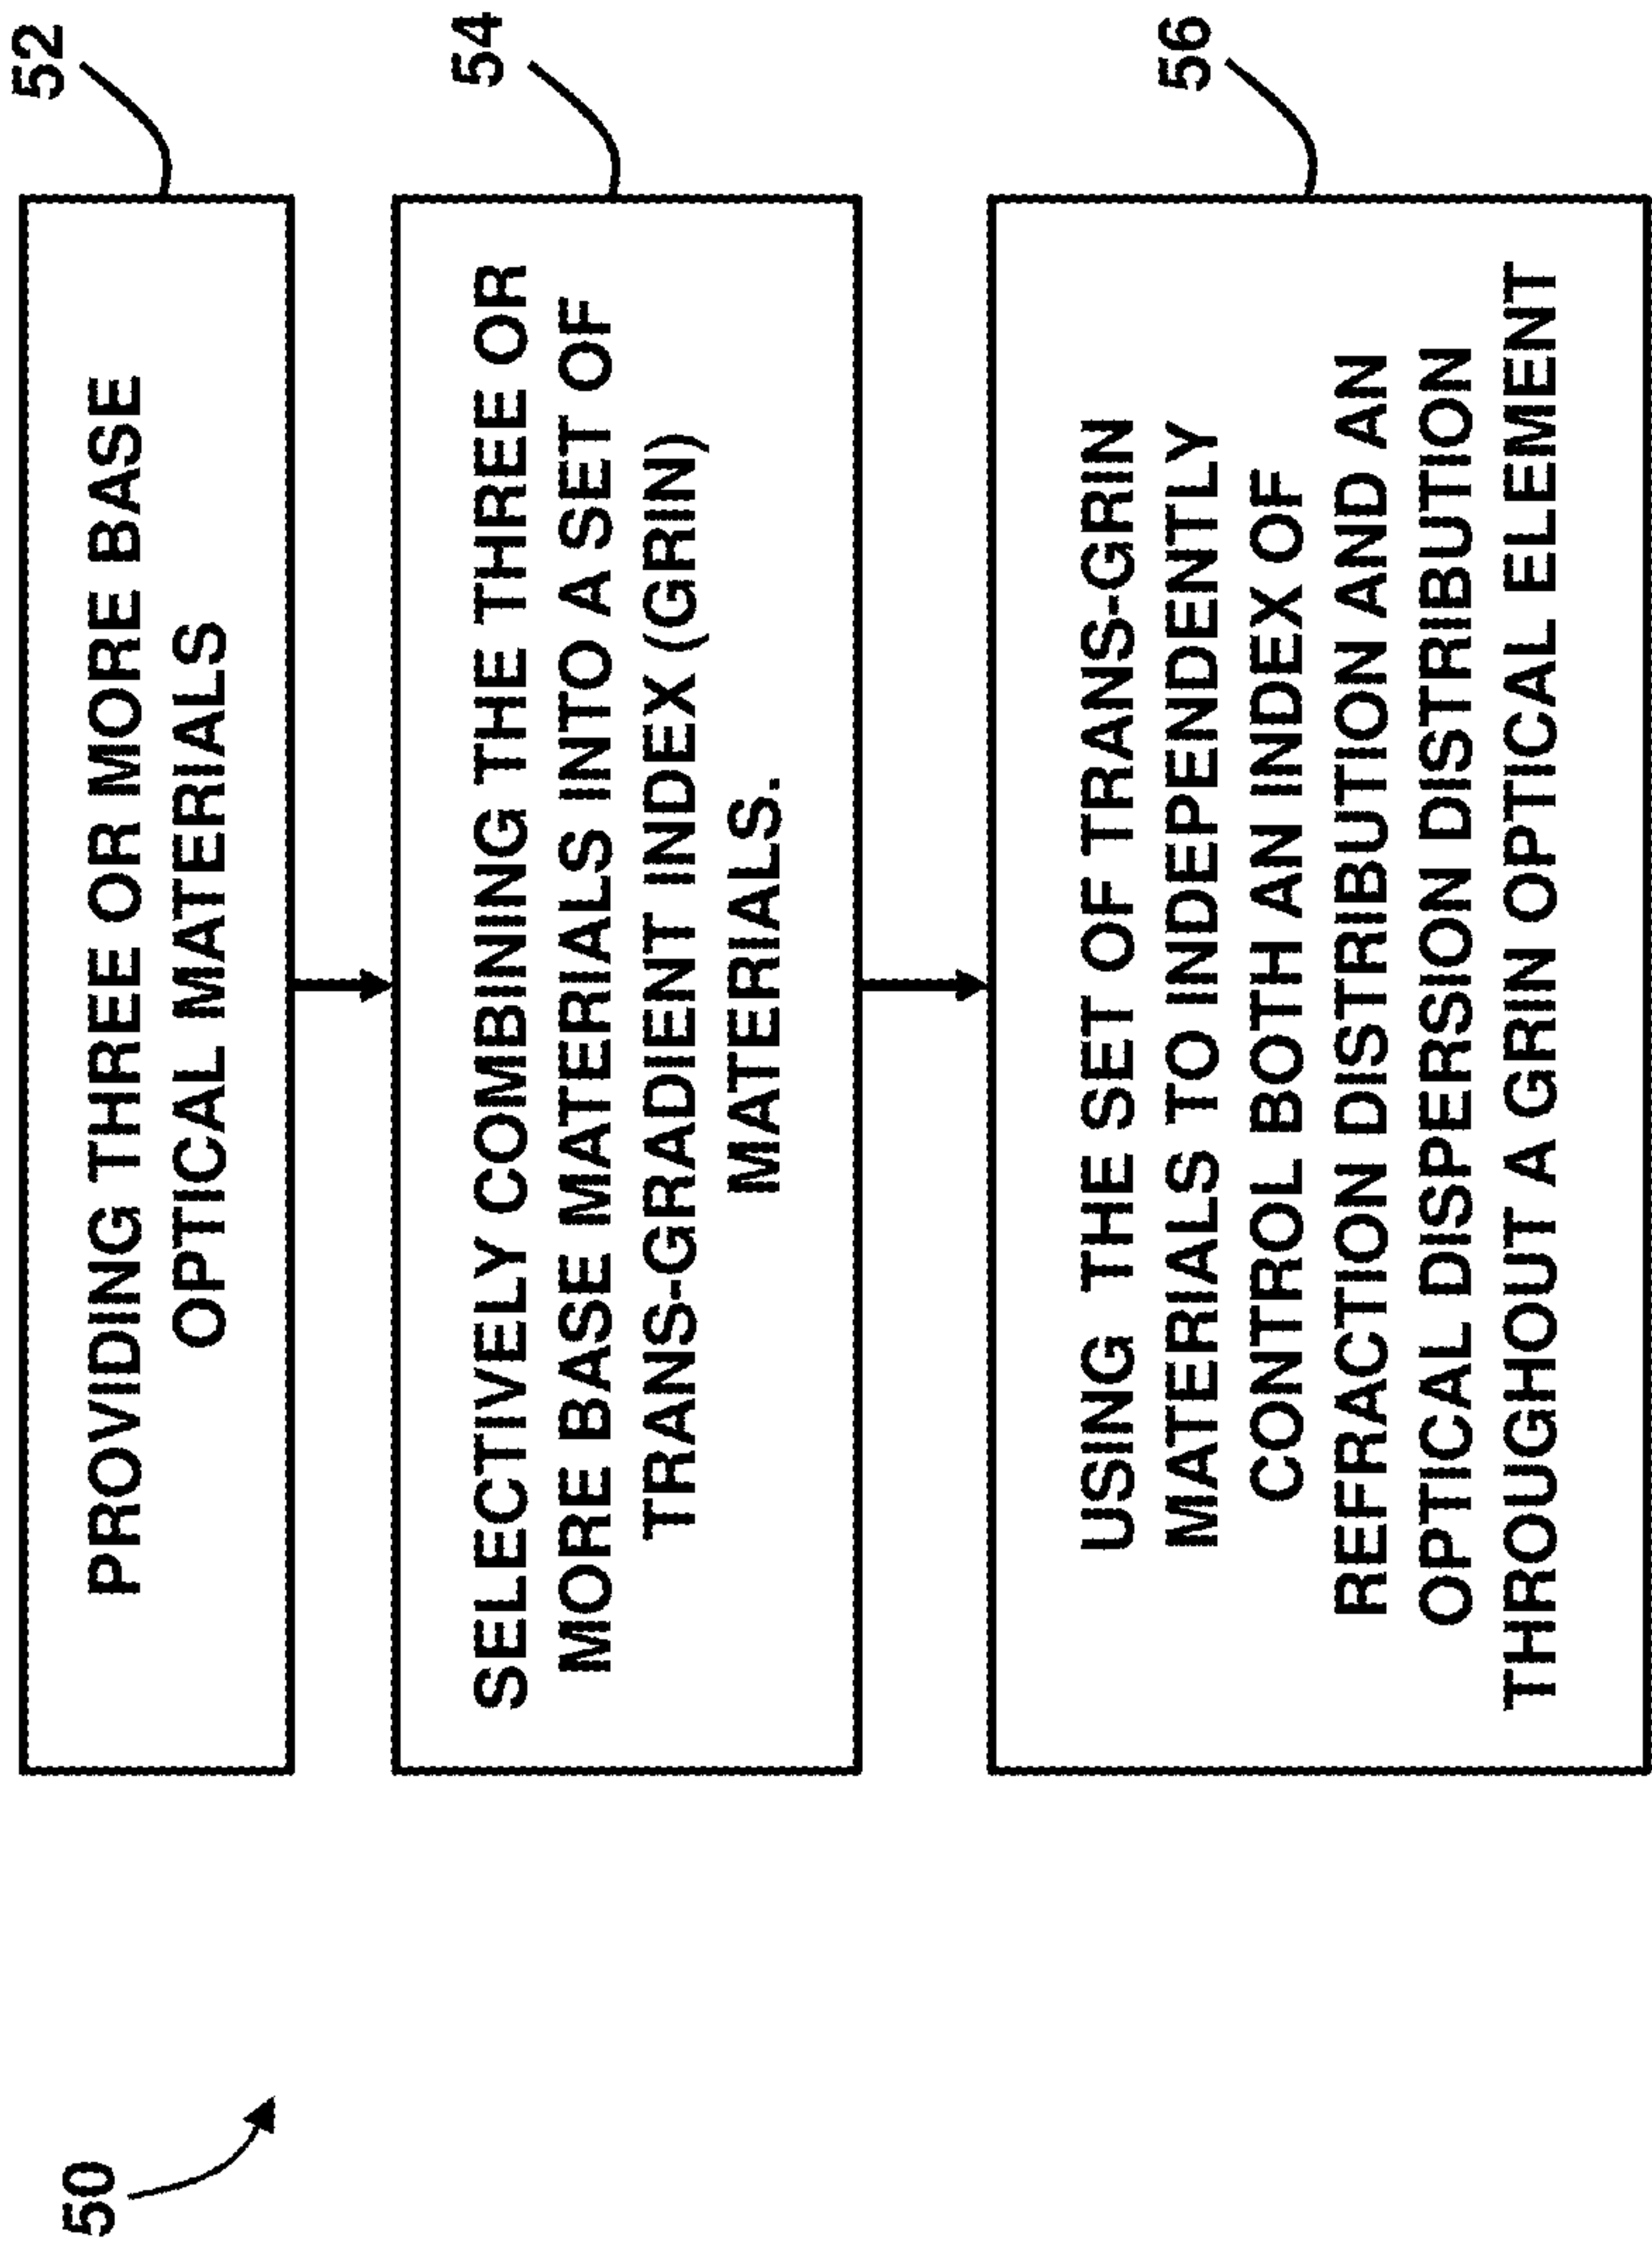 50
52
PROVIDING THREE OR MORE BASE
OPTICAL MATERIALS
54
SELECTIVELY COMBINING THE THREE OR
MORE BASE MATERIALS INTO A SET OF
TRANS-GRADIENT INDEX (GRIN)
MATERIALS.
56
USING THE SET OF TRANS-GRIN
MATERIALS TO INDEPENDENTLY
CONTROL BOTH AN INDEX OF
REFRACTION DISTRIBUTION AND AN
OPTICAL DISPERSION DISTRIBUTION
THROUGHOUT A GRIN OPTICAL ELEMENT